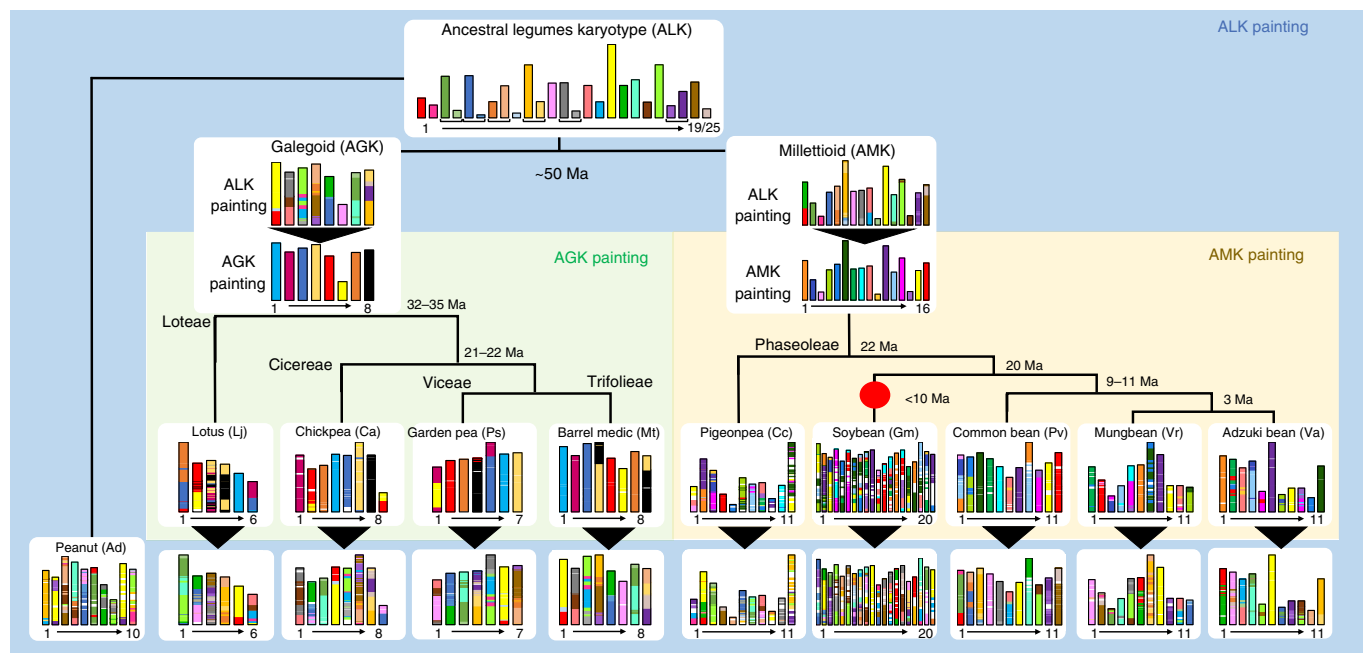 Ancestral legumes karyotype (ALK)
ALK painting
1 19/25
Galegoid (AGK)
Millettioid (AMK)
~50 Ma
ALK
painting
ALK
painting
AGK painting
AMK painting
AGK
painting
AMK
painting
1 8
1 16
32–35 Ma
Loteae
Phaseoleae
22 Ma
21–22 Ma
Cicereae
20 Ma
Viceae
Trifolieae
9–11 Ma
<10 Ma
3 Ma
Lotus (Lj)
Chickpea (Ca)
Garden pea (Ps)
Barrel medic (Mt)
Pigeonpea (Cc)
Soybean (Gm)
Common bean (Pv)
Mungbean (Vr)
Adzuki bean (Va)
1 6
1 8
1 7
1 8
1 11
1 20
1 11
1 11
1 11
Peanut (Ad)
1 10
1 6
1 8
1 7
1 8
1 11
1 20
1 11
1 11
1 11